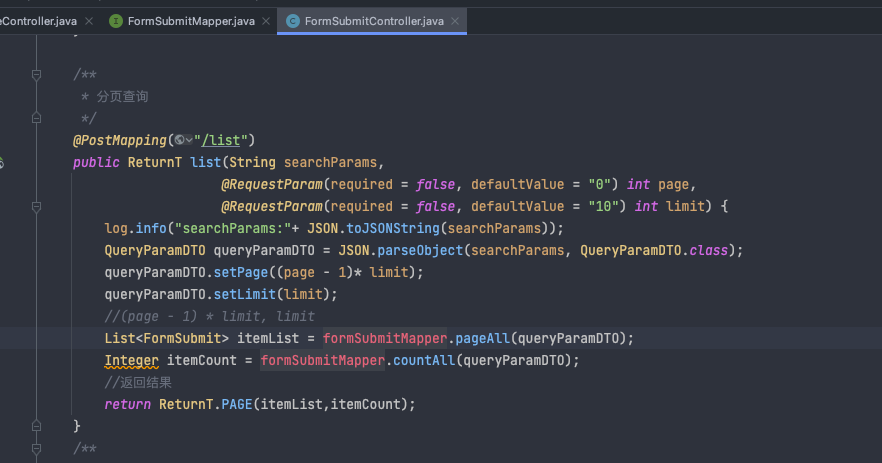 eController.java FormSubmitMapper.java FormSubmitController.java
}
/**
* 分页查询
*/
@PostMapping("/list")
public ReturnT list(String searchParams,
@RequestParam(required = false, defaultValue = "0") int page,
@RequestParam(required = false, defaultValue = "10") int limit) {
log.info("searchParams:"+ JSON.toJSONString(searchParams));
QueryParamDTO queryParamDTO = JSON.parseObject(searchParams, QueryParamDTO.class);
queryParamDTO.setPage((page - 1)* limit);
queryParamDTO.setLimit(limit);
//(page - 1) * limit, limit
List<FormSubmit> itemList = formSubmitMapper.pageAll(queryParamDTO);
Integer itemCount = formSubmitMapper.countAll(queryParamDTO);
//返回结果
return ReturnT.PAGE(itemList,itemCount);
}
/**